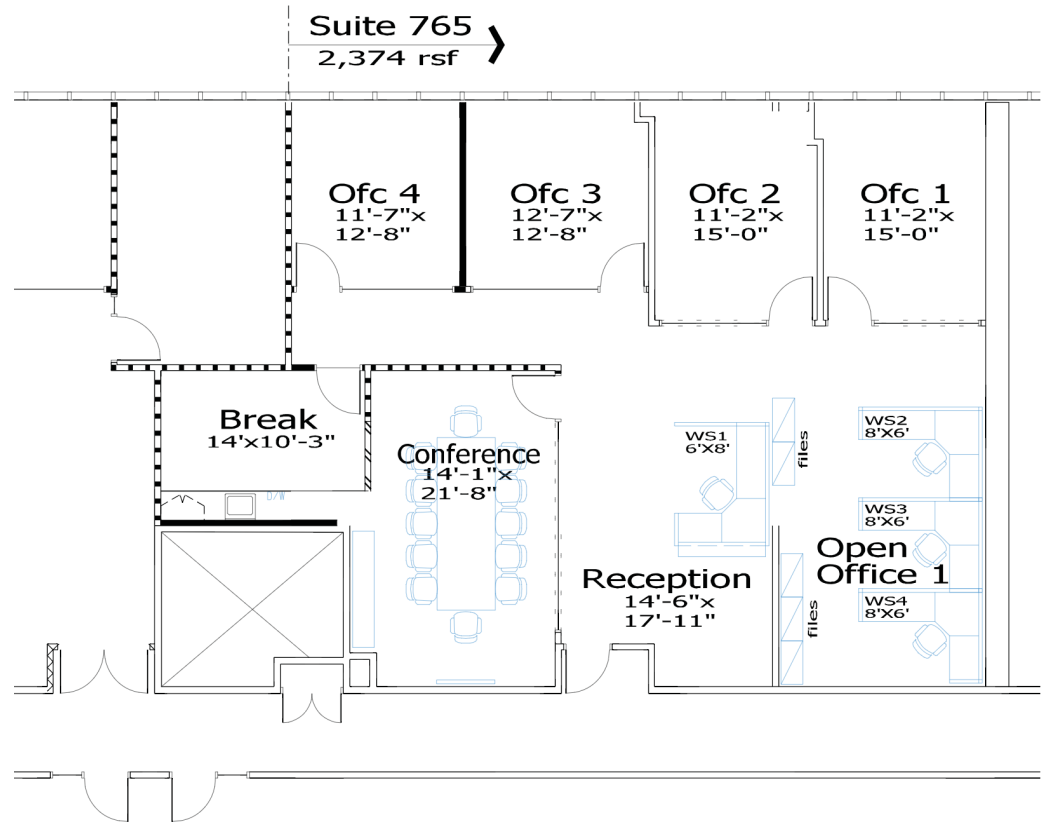 Suite 765
2,374 rsf
Ofc 4
11'-7"x
12'-8"
Ofc 3
12'-7"x
12'-8"
Ofc 2
11'-2"x
15'-0"
Ofc 1
11'-2"x
15'-0"
Break
14'x10'-3"
Conference
14'-1"x
21'-8"
WS1
6'X8'
files
WS2
8'X6'
WS3
8'X6'
Open
Office 1
Reception
14'-6"x
17'-11"
files
WS4
8'X6'